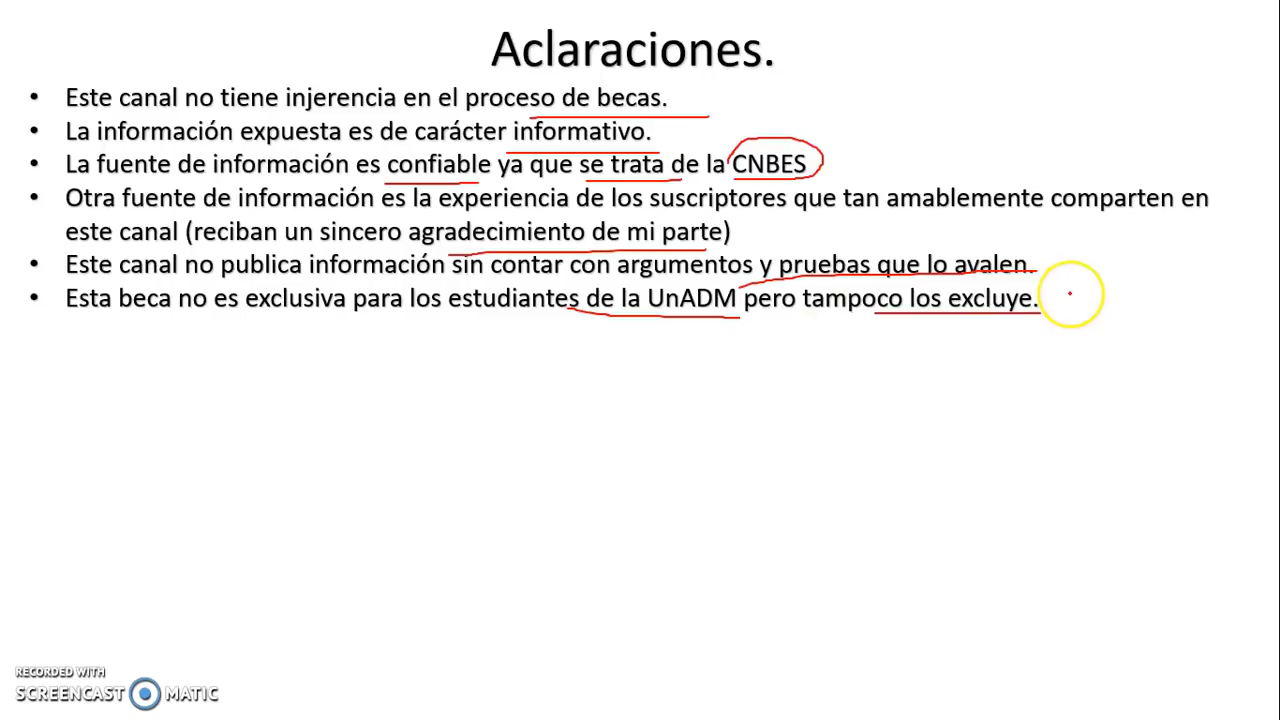 Aclaraciones.
• Este canal no tiene injerencia en el proceso de becas.
• La información expuesta es de carácter informativo.
• La fuente de información es confiable ya que se trata de la CNBES
• Otra fuente de información es la experiencia de los suscriptores que tan amablemente comparten en
este canal (reciban un sincero agradecimiento de mi parte)
• Este canal no publica información sin contar con argumentos y pruebas que lo avalen.
• Esta beca no es exclusiva para los estudiantes de la UnADM pero tampoco los excluye.
RECORDED WITH
SCREENCAST MATIC